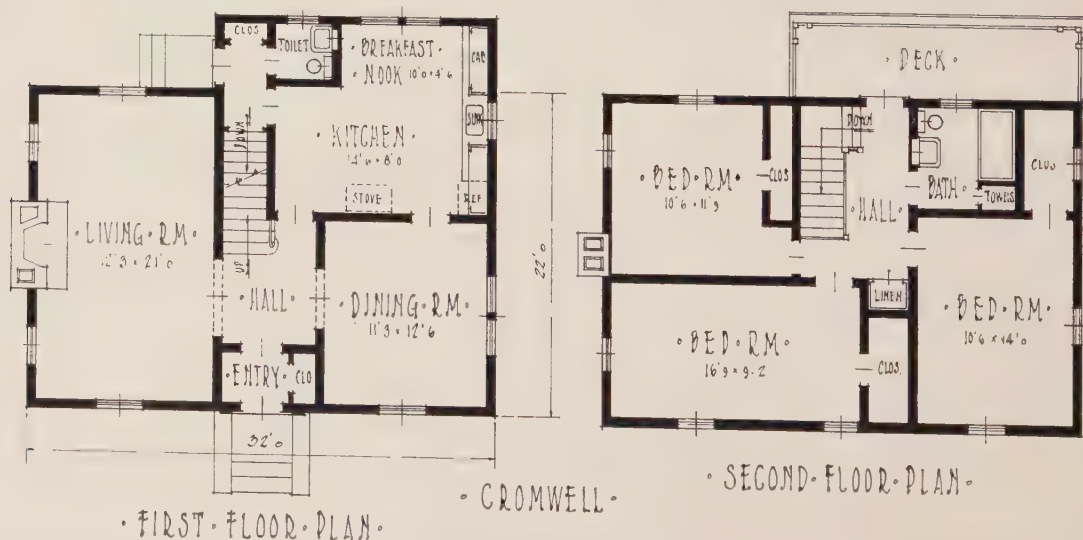 CLOS
TOILET
· BREAKFAST ·
NOOK 10'0 × 4'6
CAB
SINK
· KITCHEN ·
14'6 × 8'0
STOVE
REF
DOWN
UP
· LIVING · RM ·
12'3 × 21'0
· HALL ·
· DINING · RM ·
11'3 × 12'6
· ENTRY ·
CLO
22'0
32'0
· FIRST · FLOOR · PLAN ·
· CROMWELL ·
· DECK ·
DOWN
· BED · RM ·
10'6 × 11'9
CLOS
· HALL ·
· BATH ·
TOWELS
CLOS
LINEN
· BED · RM ·
16'9 × 9-2
CLOS.
· BED · RM ·
10'6 × 14'0
· SECOND · FLOOR · PLAN ·